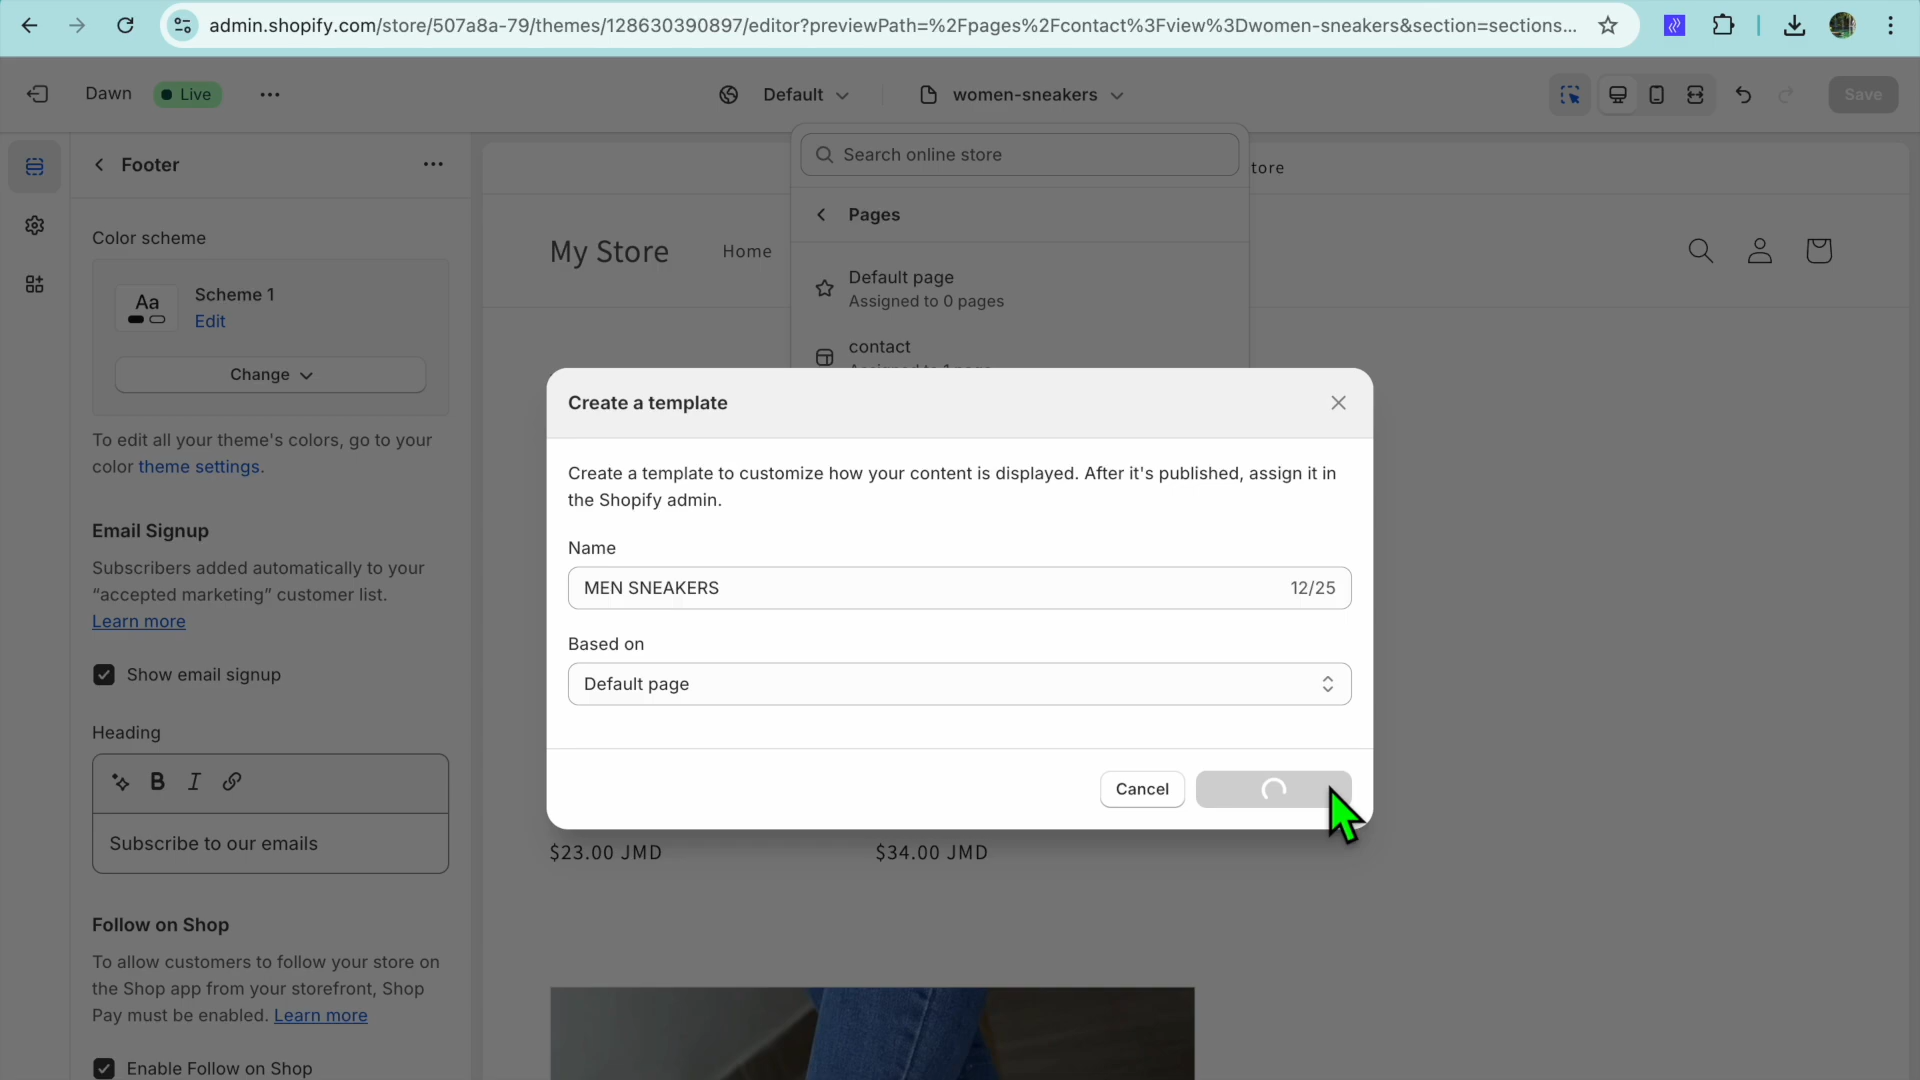 admin.shopify.com/store/507a8a-79/themes/128630390897/editor?previewPath=%2Fpages%2Fcontact%3Fview%3Dwomen-sneakers&section=sections...
Dawn
Live
Default
women-sneakers
Save
Footer
Search online store
tore
Pages
Color scheme
My Store
Home
Default page
Assigned to 0 pages
Aa
Scheme 1
Edit
contact
Change
Create a template
To edit all your theme's colors, go to your
color theme settings.
Create a template to customize how your content is displayed. After it's published, assign it in
the Shopify admin.
Email Signup
Name
Subscribers added automatically to your
“accepted marketing” customer list.
Learn more
MEN SNEAKERS
12/25
Based on
Show email signup
Default page
Heading
Cancel
Subscribe to our emails
$23.00 JMD
$34.00 JMD
Follow on Shop
To allow customers to follow your store on
the Shop app from your storefront, Shop
Pay must be enabled. Learn more
Enable Follow on Shop